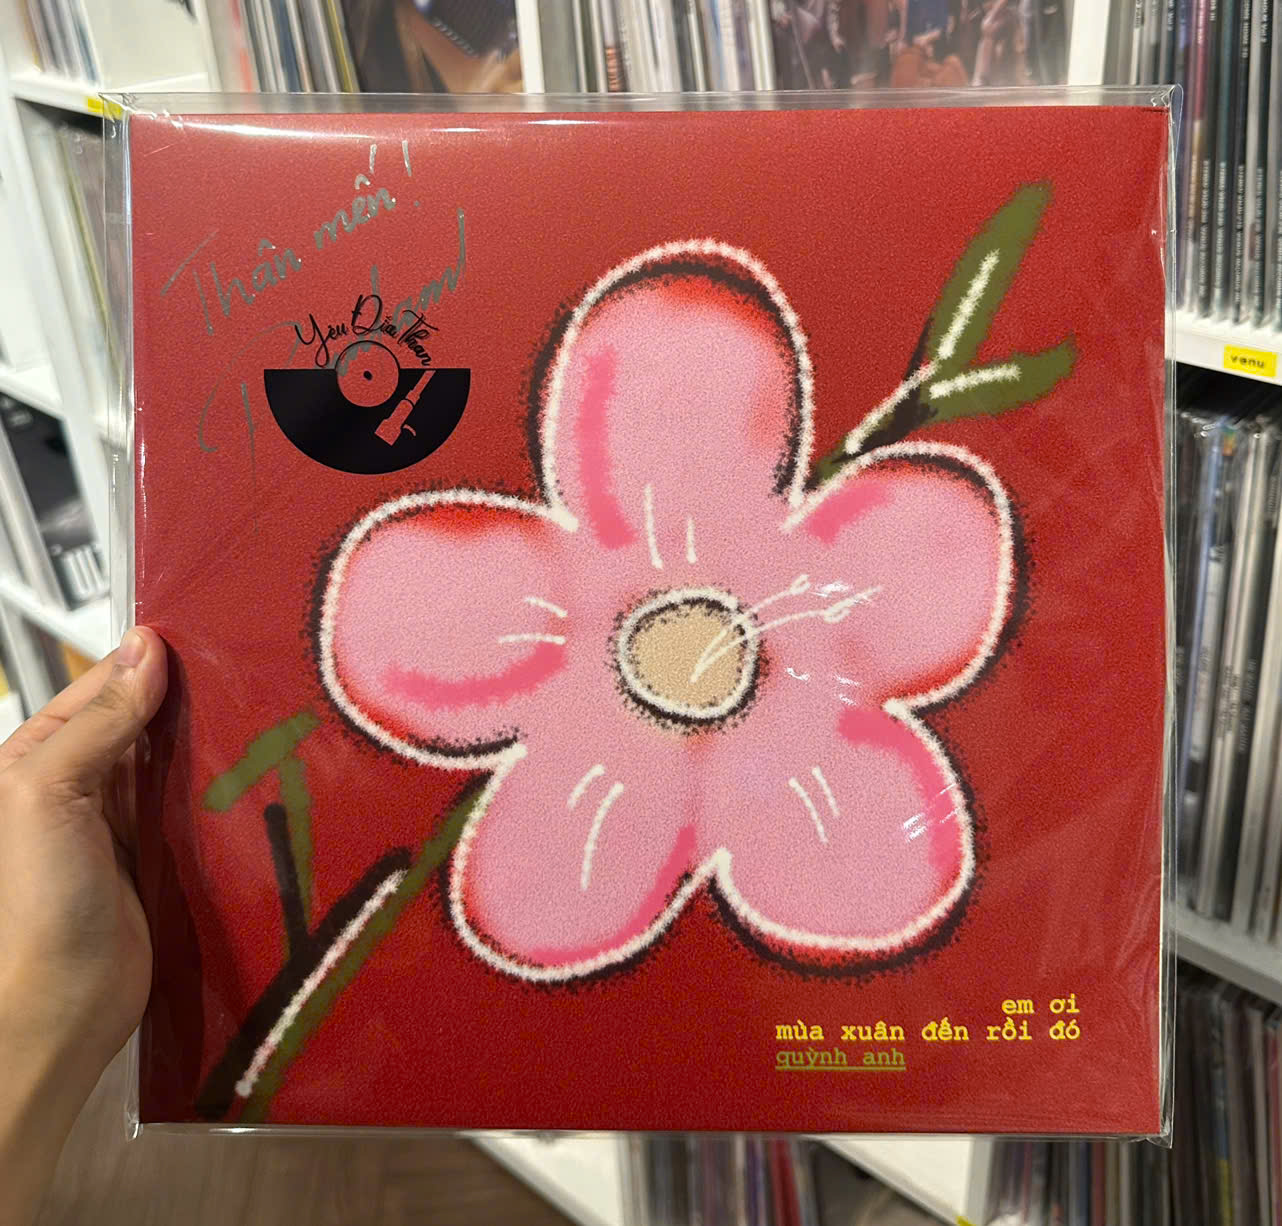 Thân mến!
Yêu Đĩa Than
em ơi
mùa xuân đến rồi đó
quỳnh anh